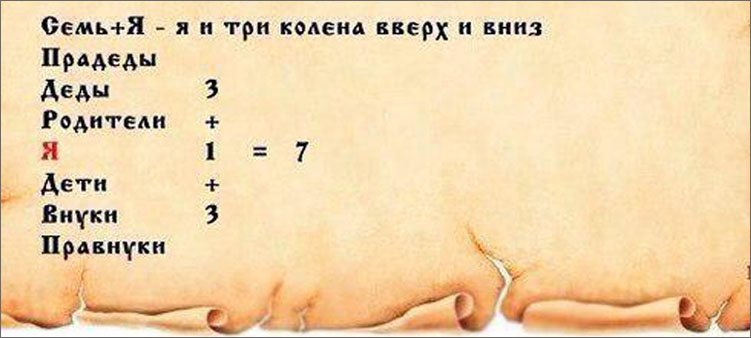 Семь+Я - я и три колена вверх и вниз
Прадеды
Деды 3
Родители +
Я 1 = 7
Дети +
Внуки 3
Правнуки